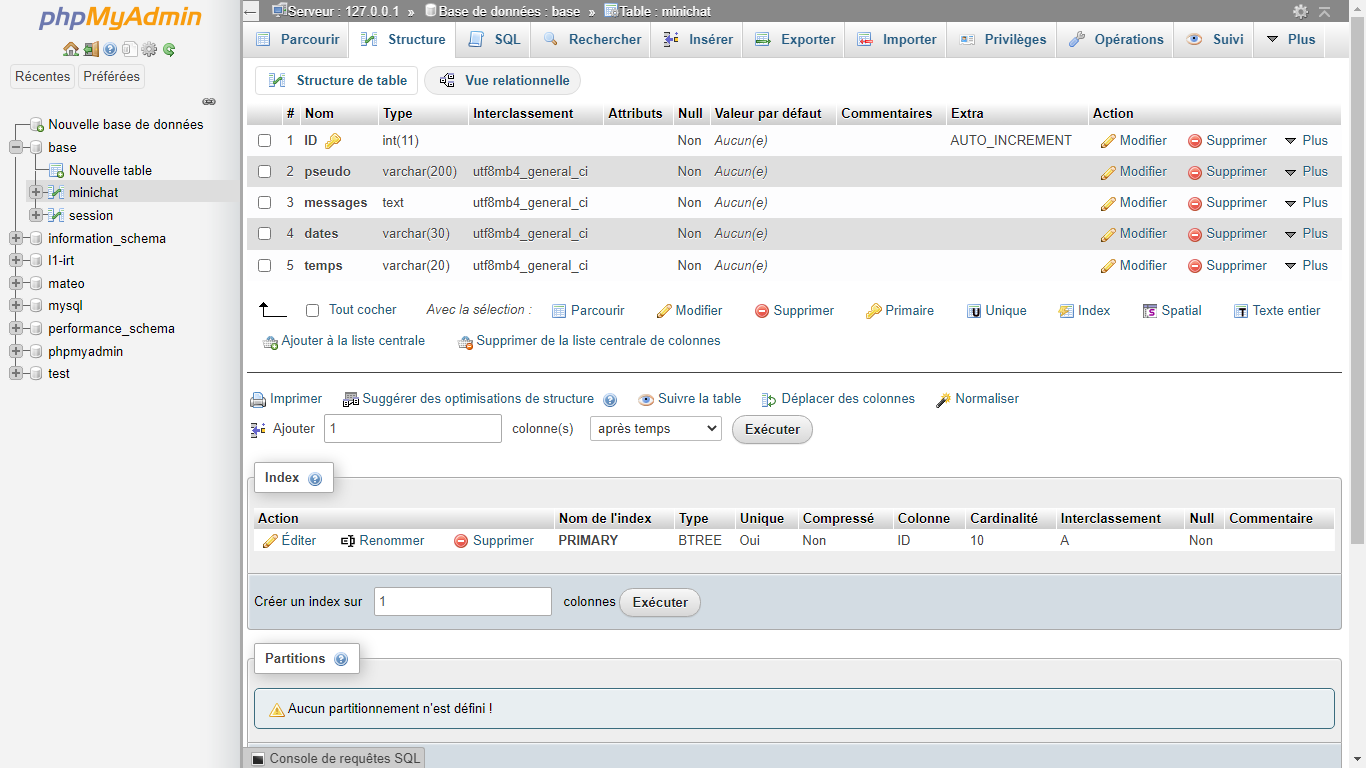 phpMyAdmin
Récentes Préférées
Nouvelle base de données
base
Nouvelle table
minichat
session
information_schema
l1-irt
mateo
mysql
performance_schema
phpmyadmin
test
Serveur : 127.0.0.1 » Base de données : base » Table : minichat
Parcourir Structure SQL Rechercher Insérer Exporter Importer Privilèges Opérations Suivi Plus
Structure de table Vue relationnelle
# Nom Type Interclassement Attributs Null Valeur par défaut Commentaires Extra Action
1 ID int(11) Non Aucun(e) AUTO_INCREMENT Modifier Supprimer Plus
2 pseudo varchar(200) utf8mb4_general_ci Non Aucun(e) Modifier Supprimer Plus
3 messages text utf8mb4_general_ci Non Aucun(e) Modifier Supprimer Plus
4 dates varchar(30) utf8mb4_general_ci Non Aucun(e) Modifier Supprimer Plus
5 temps varchar(20) utf8mb4_general_ci Non Aucun(e) Modifier Supprimer Plus
Tout cocher Avec la sélection : Parcourir Modifier Supprimer Primaire Unique Index Spatial Texte entier
Ajouter à la liste centrale Supprimer de la liste centrale de colonnes
Imprimer Suggérer des optimisations de structure Suivre la table Déplacer des colonnes Normaliser
Ajouter 1 colonne(s) après temps Exécuter
Index
Action Nom de l'index Type Unique Compressé Colonne Cardinalité Interclassement Null Commentaire
Éditer Renommer Supprimer PRIMARY BTREE Oui Non ID 10 A Non
Créer un index sur 1 colonnes Exécuter
Partitions
Aucun partitionnement n'est défini !
Console de requêtes SQL